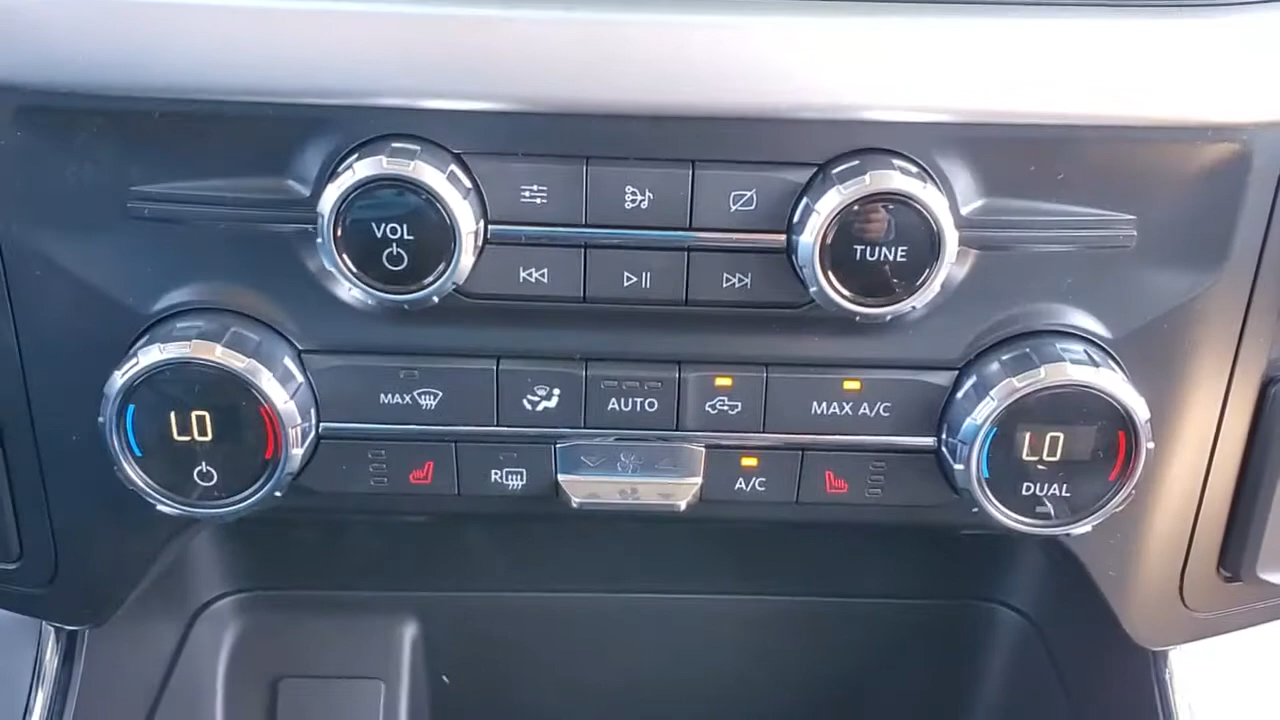 VOL
TUNE
MAX
AUTO
MAX A/C
LO
LO
R
A/C
DUAL